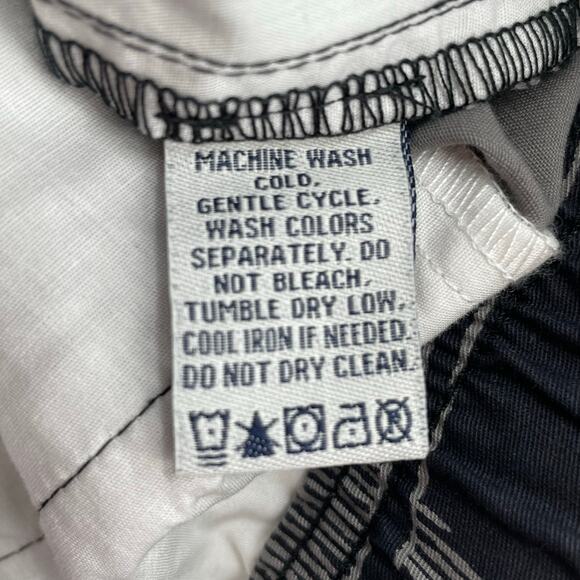 MACHINE WASH
COLD,
GENTLE CYCLE.
WASH COLORS
SEPARATELY. DO
NOT BLEACH.
TUMBLE DRY LOW.
COOL IRON IF NEEDED.
DO NOT DRY CLEAN.